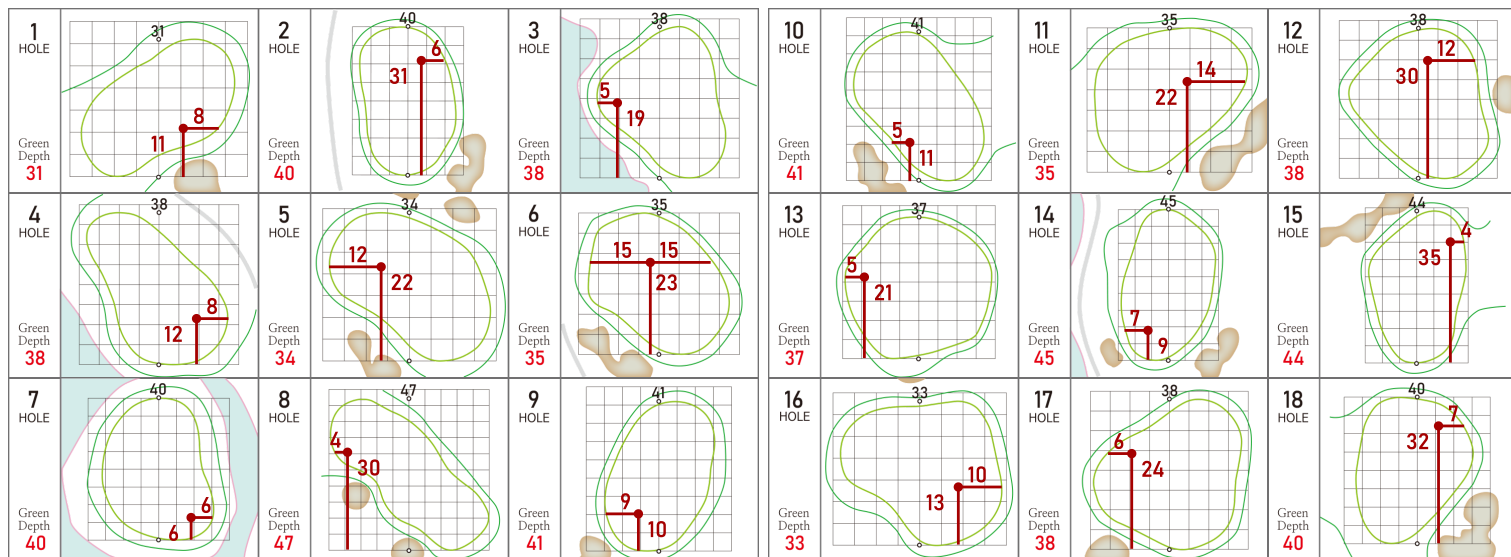 1
HOLE
Green
Depth
31
31
8
11
2
HOLE
Green
Depth
40
40
6
31
3
HOLE
Green
Depth
38
38
5
19
10
HOLE
Green
Depth
41
41
5
11
11
HOLE
Green
Depth
35
35
14
22
12
HOLE
Green
Depth
38
38
12
30
4
HOLE
Green
Depth
38
38
8
12
5
HOLE
Green
Depth
34
34
12
22
6
HOLE
Green
Depth
35
35
15 15
23
13
HOLE
Green
Depth
37
37
5
21
14
HOLE
Green
Depth
45
45
7
9
15
HOLE
Green
Depth
44
44
4
35
7
HOLE
Green
Depth
40
40
6
6
8
HOLE
Green
Depth
47
47
4
30
9
HOLE
Green
Depth
41
41
9
10
16
HOLE
Green
Depth
33
33
10
13
17
HOLE
Green
Depth
38
38
6
24
18
HOLE
Green
Depth
40
40
7
32